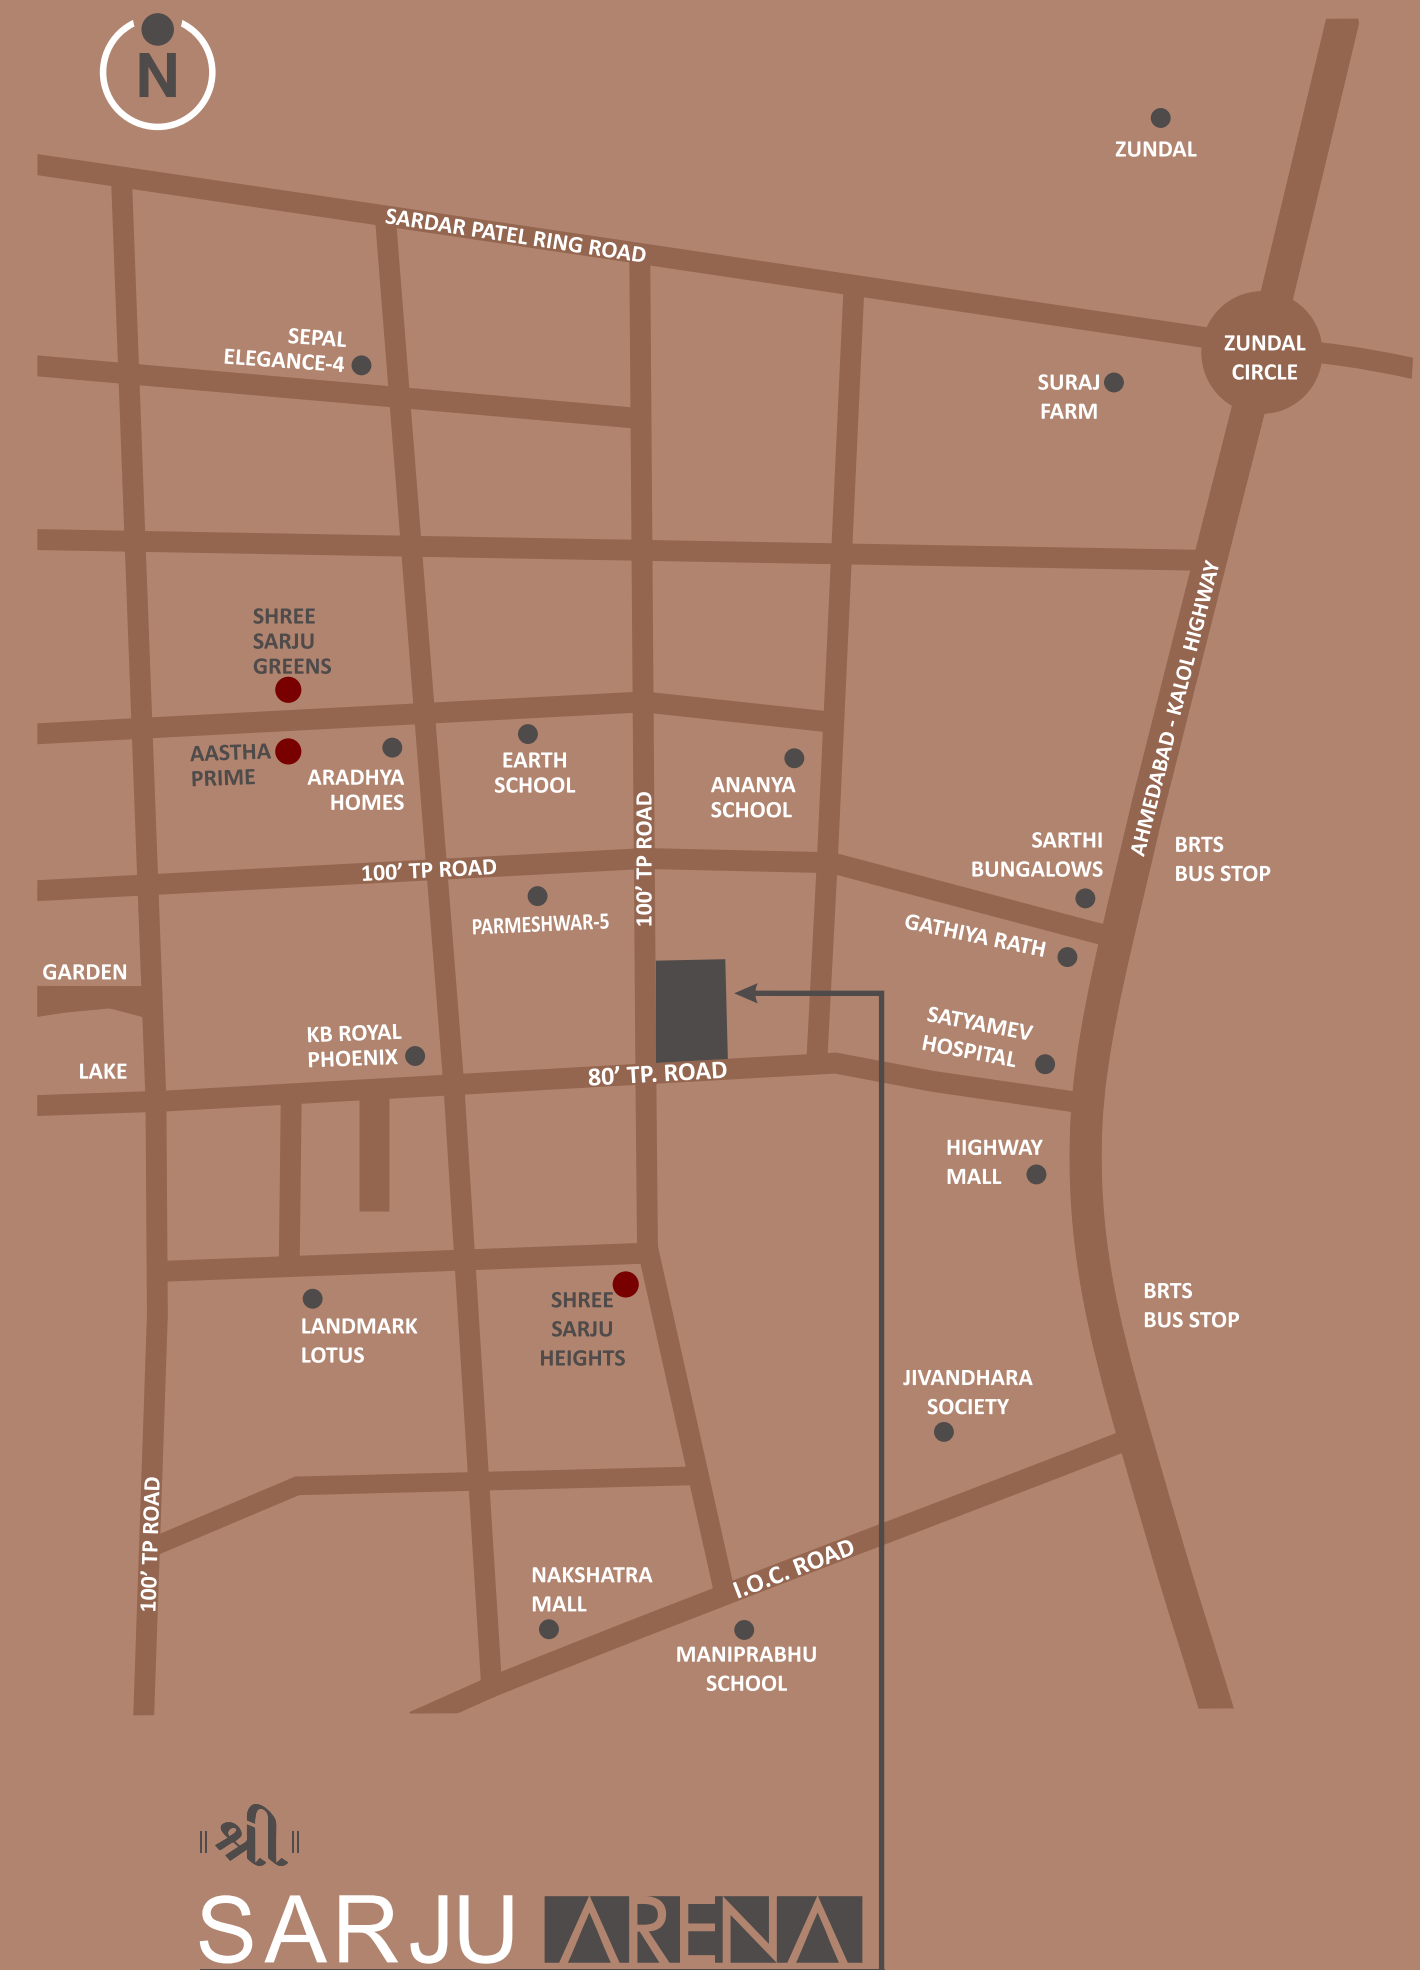 N
ZUNDAL
SARDAR PATEL RING ROAD
SEPAL
ELEGANCE-4
ZUNDAL
CIRCLE
SURAJ
FARM
AHMEDABAD - KALOL HIGHWAY
SHREE
SARJU
GREENS
AASTHA
PRIME
ARADHYA
HOMES
EARTH
SCHOOL
ANANYA
SCHOOL
100' TP ROAD
SARTHI
BUNGALOWS
BRTS
BUS STOP
100' TP ROAD
PARMESHWAR-5
GATHIYA RATH
GARDEN
KB ROYAL
PHOENIX
SATYAMEV
HOSPITAL
LAKE
80' TP. ROAD
HIGHWAY
MALL
SHREE
SARJU
HEIGHTS
BRTS
BUS STOP
LANDMARK
LOTUS
JIVANDHARA
SOCIETY
100' TP ROAD
I.O.C. ROAD
NAKSHATRA
MALL
MANIPRABHU
SCHOOL
॥ श्री ॥
SARJU ARENA